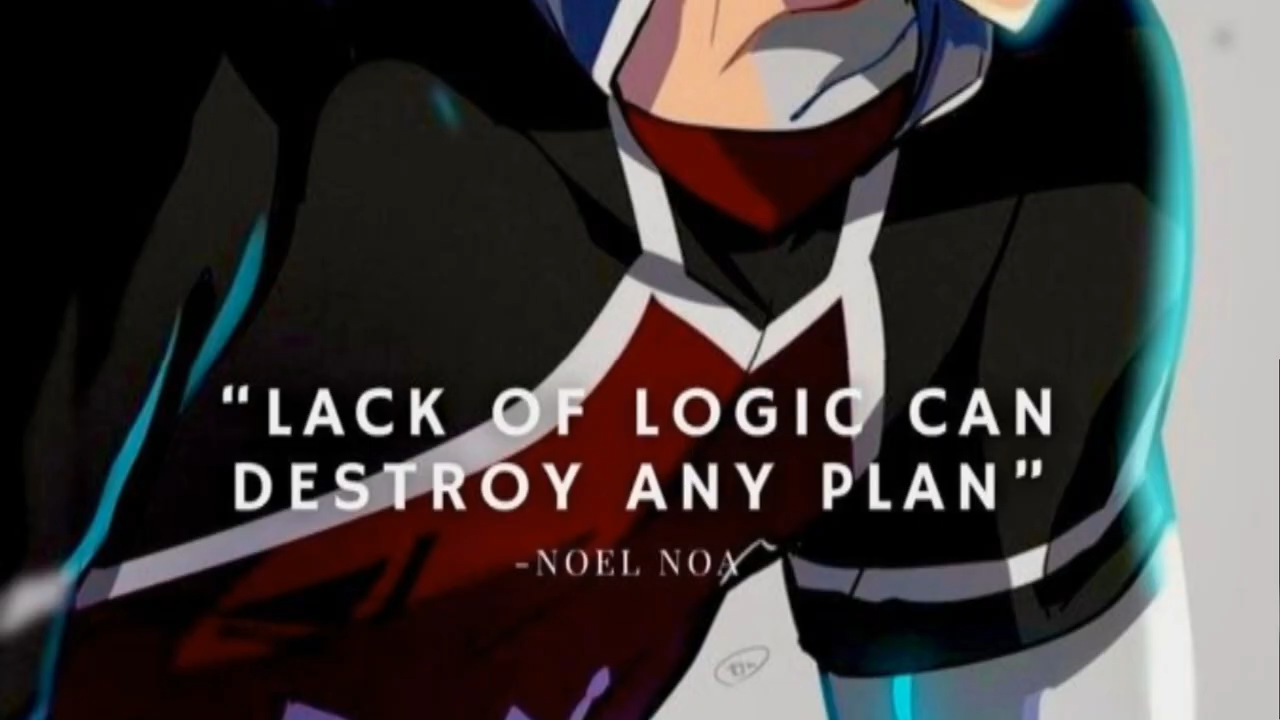 “LACK OF LOGIC CAN
DESTROY ANY PLAN”
-NOEL NOA